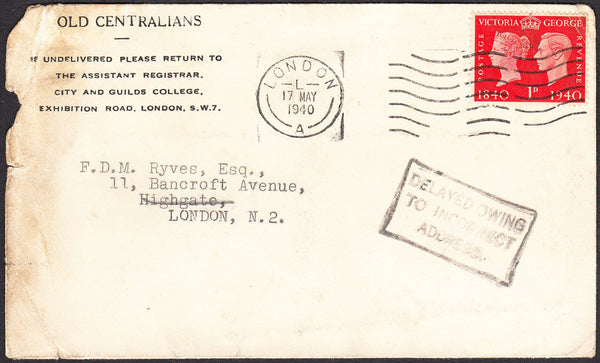 OLD CENTRALIANS
IF UNDELIVERED PLEASE RETURN TO
THE ASSISTANT REGISTRAR,
CITY AND GUILDS COLLEGE,
EXHIBITION ROAD, LONDON, S.W.7.
LONDON
-L-
17 MAY
1940
A
VICTORIA GEORGE
POSTAGE
REVENUE
1840 1D 1940
F.D.M. Ryves, Esq.,
11, Bancroft Avenue,
Highgate,
LONDON, N.2.
DELAYED OWING
TO INCORRECT
ADDRESS.